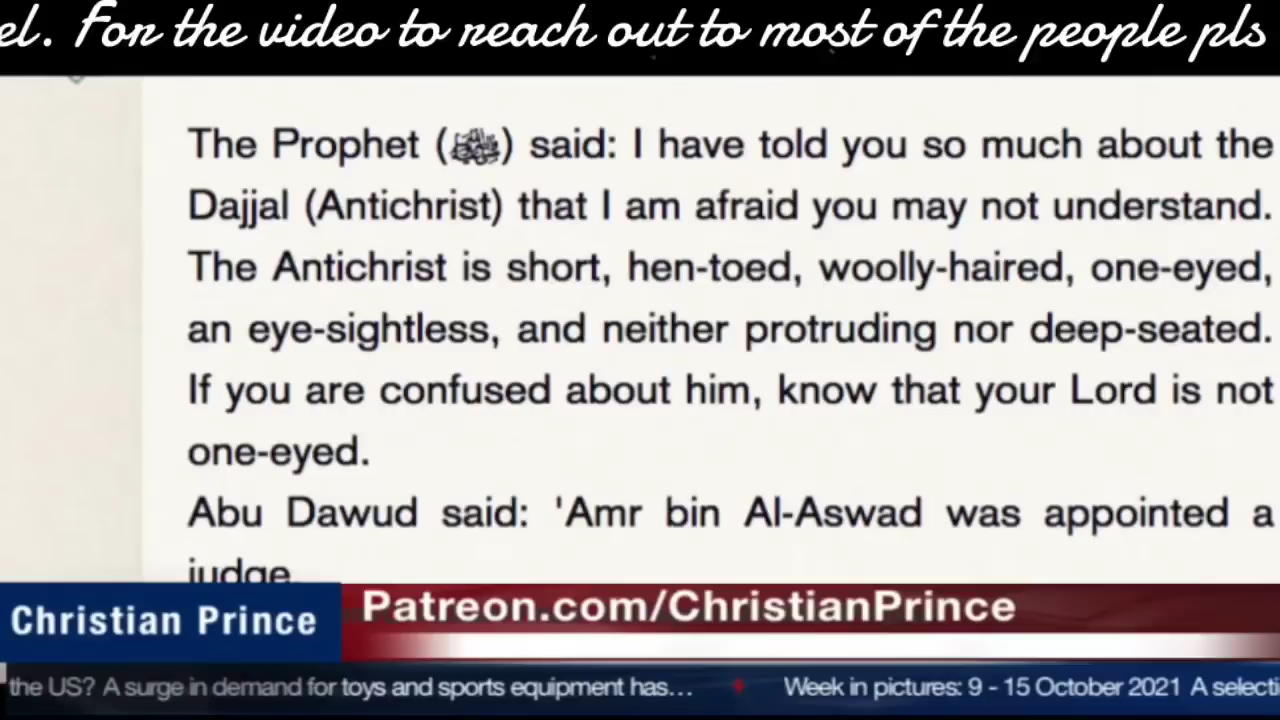 el. For the video to reach out to most of the people pls
The Prophet (ﷺ) said: I have told you so much about the
Dajjal (Antichrist) that I am afraid you may not understand.
The Antichrist is short, hen-toed, woolly-haired, one-eyed,
an eye-sightless, and neither protruding nor deep-seated.
If you are confused about him, know that your Lord is not
one-eyed.
Abu Dawud said: 'Amr bin Al-Aswad was appointed a
judge.
Christian Prince
Patreon.com/ChristianPrince
the US? A surge in demand for toys and sports equipment has... Week in pictures: 9 - 15 October 2021 A selecti